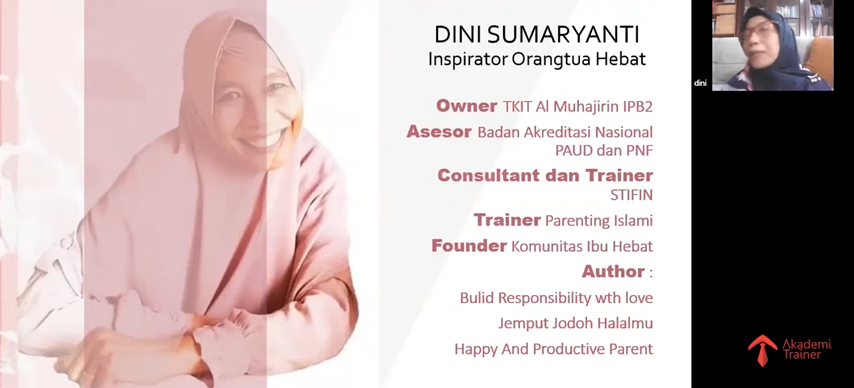 DINI SUMARYANTI
Inspirator Orangtua Hebat
Owner TKIT Al Muhajirin IPB2
Asesor Badan Akreditasi Nasional
PAUD dan PNF
Consultant dan Trainer
STIFIN
Trainer Parenting Islami
Founder Komunitas Ibu Hebat
Author :
Bulid Responsibility wth love
Jemput Jodoh Halalmu
Happy And Productive Parent
dini
Akademi
Trainer